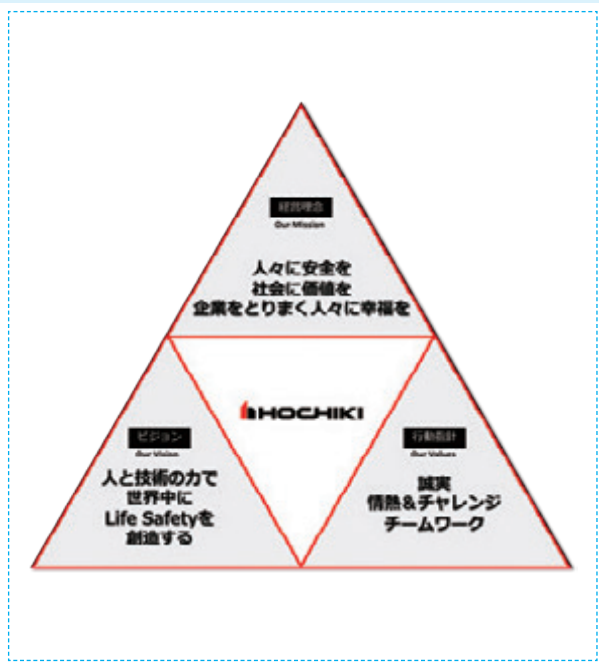 経営理念
Our Mission
人々に安全を
社会に価値を
企業をとりまく人々に幸福を
HOCHIKI
ビジョン
Our Vision
人と技術の力で
世界中に
Life Safetyを
創造する
行動指針
Our Values
誠実
情熱&チャレンジ
チームワーク